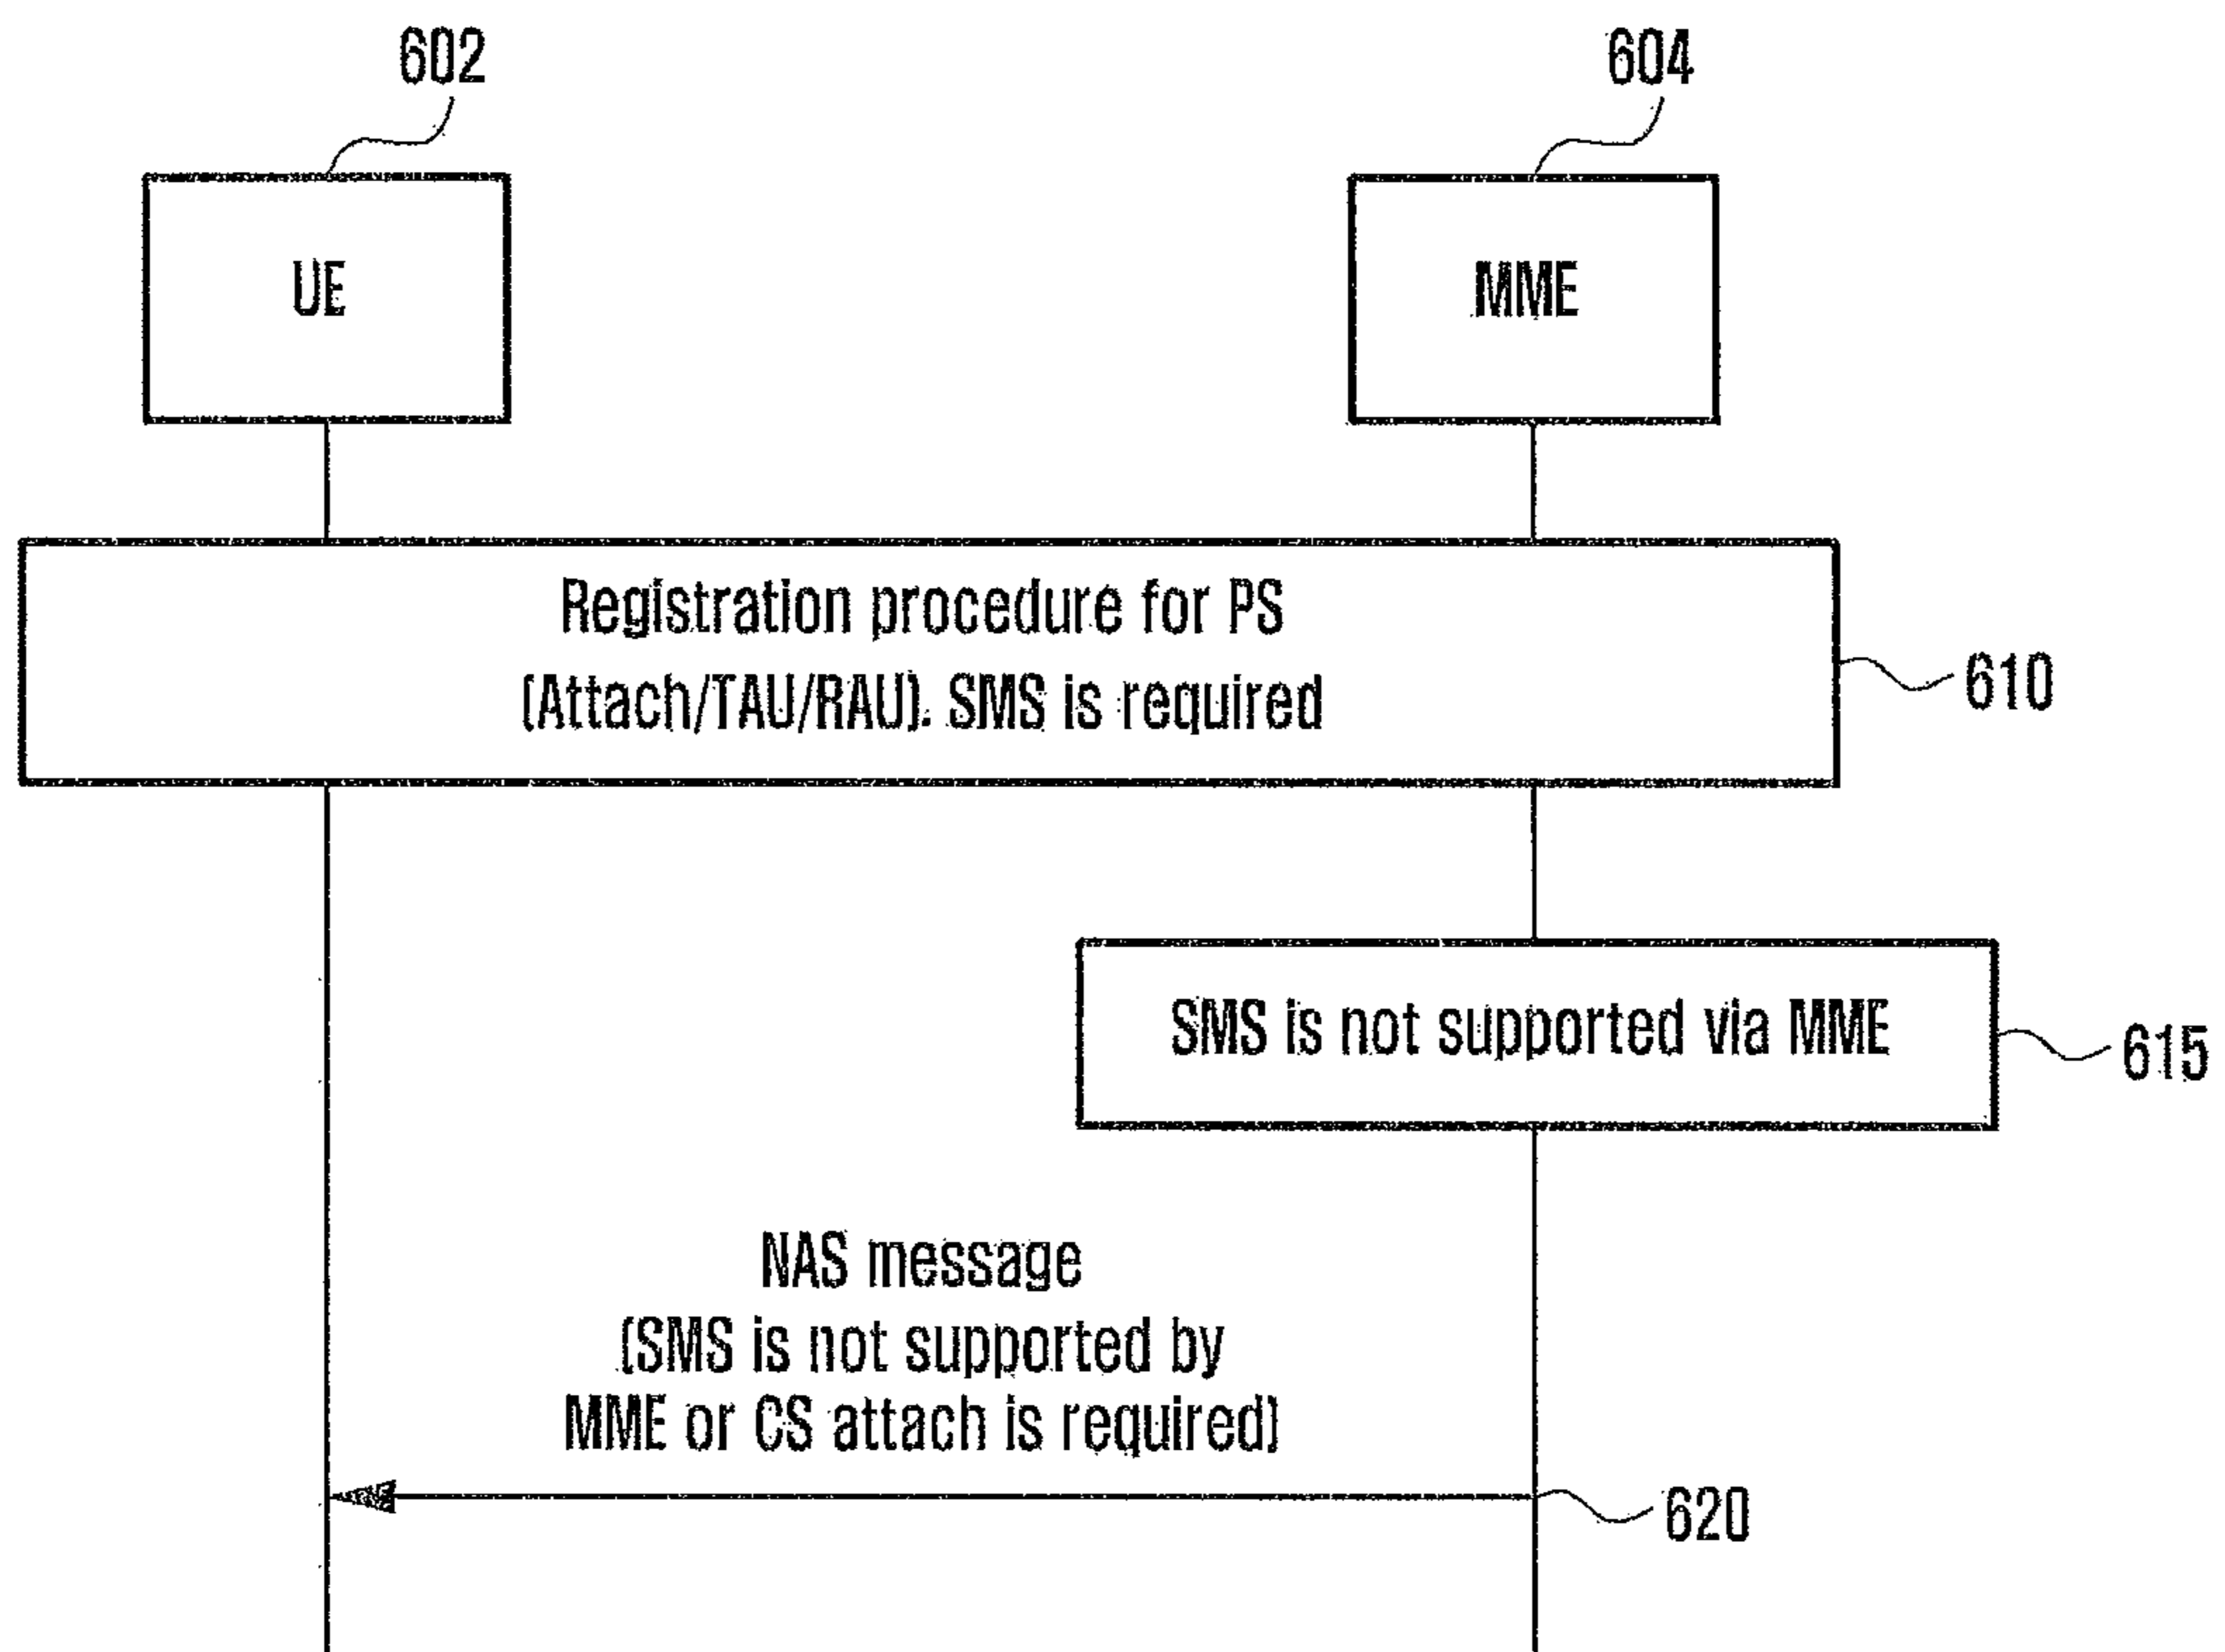 602
604
UE
MME
Registration procedure for PS
(Attach/TAU/RAU). SMS is required
610
SMS is not supported via MME
615
NAS message
(SMS is not supported by
MME or CS attach is required)
620